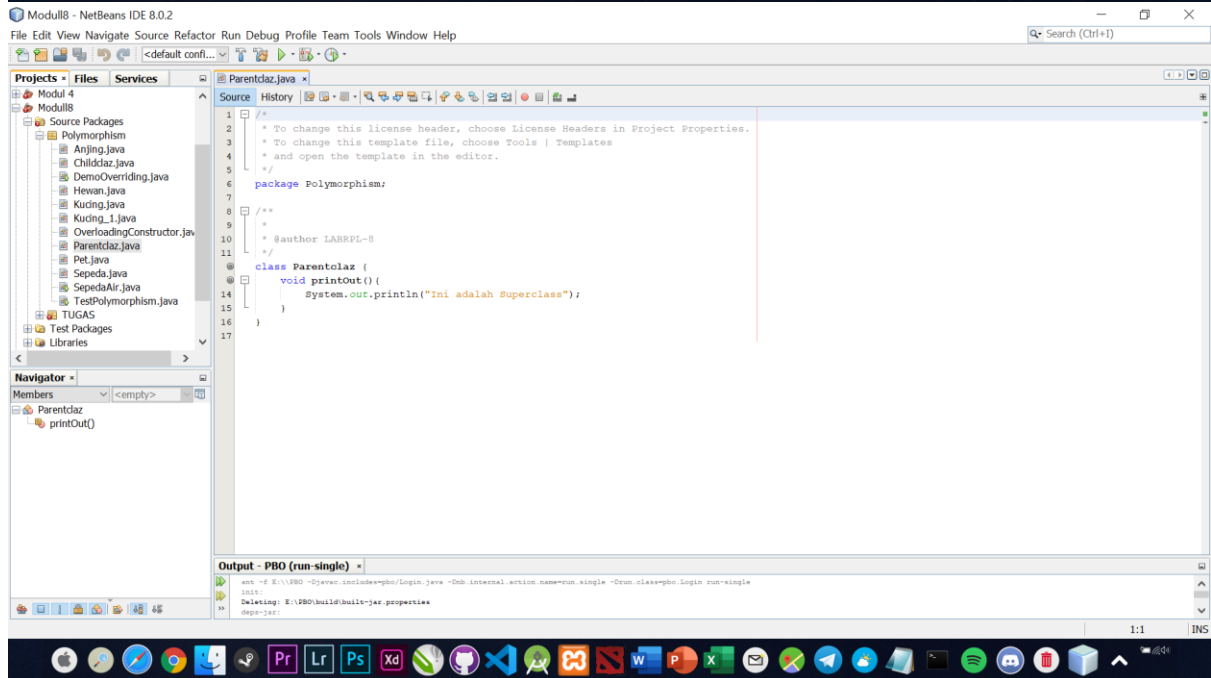 Modull8 - NetBeans IDE 8.0.2
File Edit View Navigate Source Refactor Run Debug Profile Team Tools Window Help
Search (Ctrl+I)
<default confi...
Projects × Files Services
Parentclaz.java ×
Modul 4
Modull8
Source Packages
Polymorphism
Anjing.java
Childclaz.java
DemoOverriding.java
Hewan.java
Kucing.java
Kucing_1.java
OverloadingConstructor.jav
Parentclaz.java
Pet.java
Sepeda.java
SepedaAir.java
TestPolymorphism.java
TUGAS
Test Packages
Libraries
Source History
1 /*
2 * To change this license header, choose License Headers in Project Properties.
3 * To change this template file, choose Tools | Templates
4 * and open the template in the editor.
5 */
6 package Polymorphism;
7
8 /**
9 *
10 * @author LABRPL-8
11 */
class Parentclaz {
void printOut(){
14 System.out.println("Ini adalah Superclass");
15 }
16 }
17
Navigator ×
Members <empty>
Parentclaz
printOut()
Output - PBO (run-single) ×
ant -f E:\\PBO -Djavac.includes=pbo/Login.java -Dnb.internal.action.name=run.single -Drun.class=pbo.Login run-single
init:
Deleting: E:\PBO\build\built-jar.properties
deps-jar:
1:1 INS
Pr Lr Ps Xd W P X